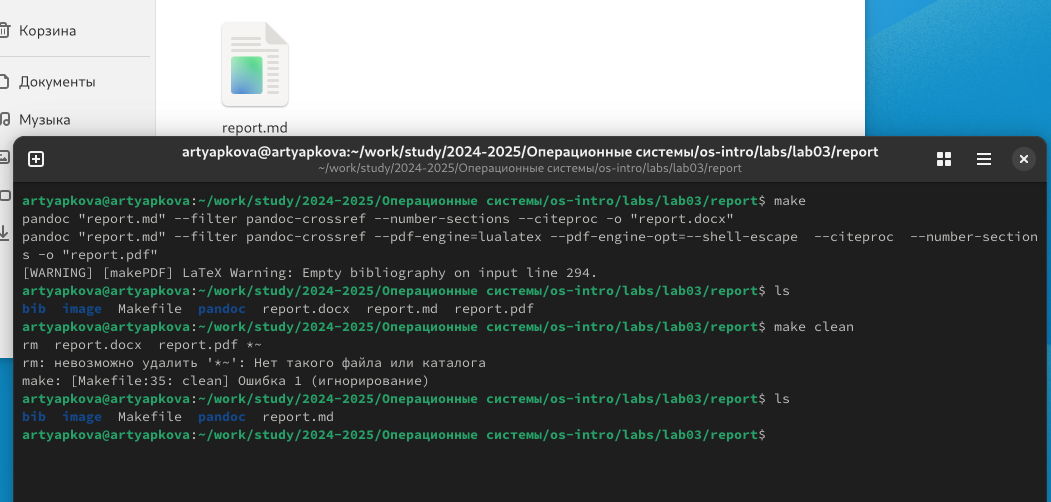 Корзина
Документы
Музыка
report.md
artyapkova@artyapkova:~/work/study/2024-2025/Операционные системы/os-intro/labs/lab03/report
~/work/study/2024-2025/Операционные системы/os-intro/labs/lab03/report
artyapkova@artyapkova:~/work/study/2024-2025/Операционные системы/os-intro/labs/lab03/report$ make
pandoc "report.md" --filter pandoc-crossref --number-sections --citeproc -o "report.docx"
pandoc "report.md" --filter pandoc-crossref --pdf-engine=lualatex --pdf-engine-opt=--shell-escape  --citeproc  --number-section
s -o "report.pdf"
[WARNING] [makePDF] LaTeX Warning: Empty bibliography on input line 294.
artyapkova@artyapkova:~/work/study/2024-2025/Операционные системы/os-intro/labs/lab03/report$ ls
bib  image  Makefile  pandoc  report.docx  report.md  report.pdf
artyapkova@artyapkova:~/work/study/2024-2025/Операционные системы/os-intro/labs/lab03/report$ make clean
rm  report.docx  report.pdf *~
rm: невозможно удалить '*~': Нет такого файла или каталога
make: [Makefile:35: clean] Ошибка 1 (игнорирование)
artyapkova@artyapkova:~/work/study/2024-2025/Операционные системы/os-intro/labs/lab03/report$ ls
bib  image  Makefile  pandoc  report.md
artyapkova@artyapkova:~/work/study/2024-2025/Операционные системы/os-intro/labs/lab03/report$